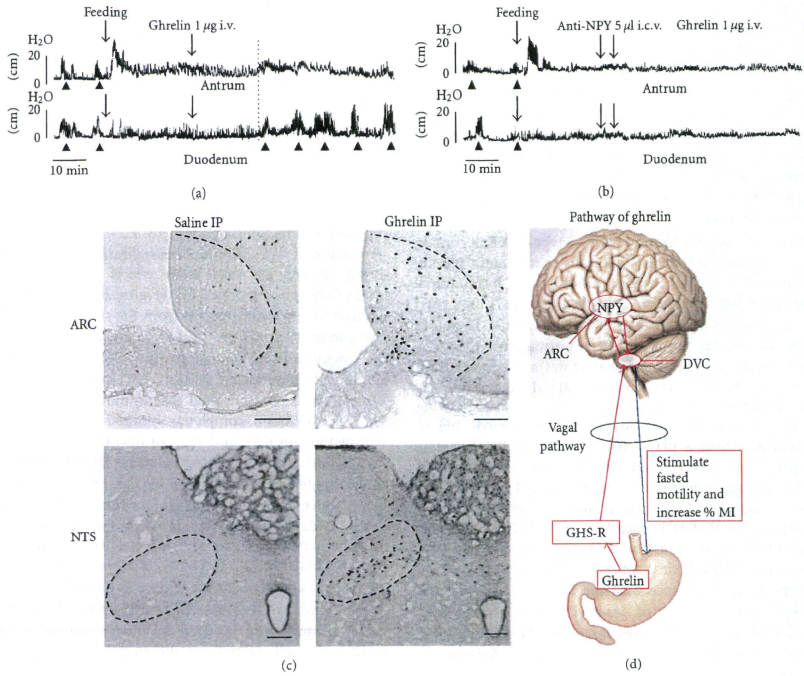 Feeding
Ghrelin 1 μg i.v.
H₂O
20
0
(cm)
Antrum
H₂O
20
0
(cm)
Duodenum
10 min
(a)
Feeding
Anti-NPY 5 μl i.c.v.
Ghrelin 1 μg i.v.
H₂O
20
0
(cm)
Antrum
H₂O
20
0
(cm)
Duodenum
10 min
(b)
Saline IP
Ghrelin IP
ARC
NTS
(c)
Pathway of ghrelin
NPY
ARC
DVC
Vagal
pathway
Stimulate
fasted
motility and
increase % MI
GHS-R
Ghrelin
(d)